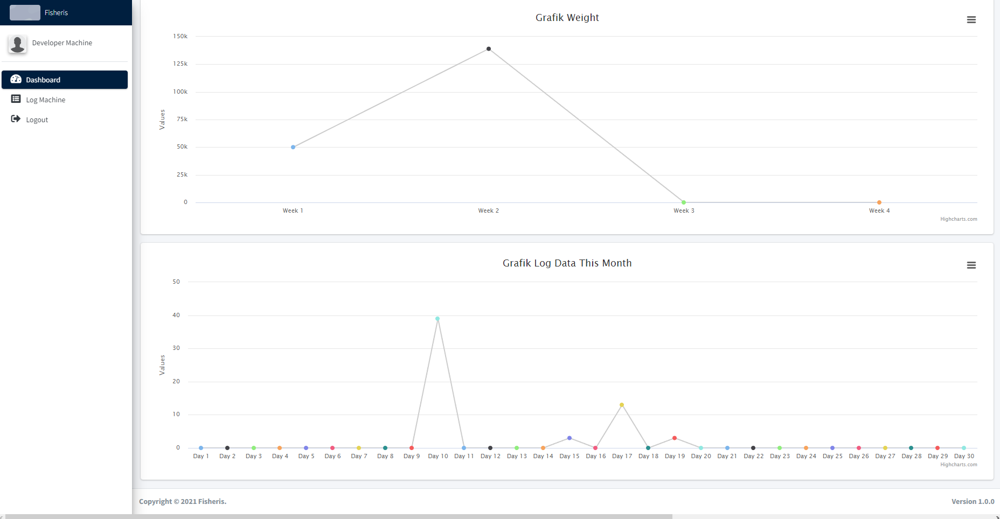 Fisheris
Developer Machine
Dashboard
Log Machine
Logout
Grafik Weight
Values
150k
125k
100k
75k
50k
25k
0
Week 1 Week 2 Week 3 Week 4
Highcharts.com
Grafik Log Data This Month
Values
50
40
30
20
10
0
Day 1 Day 2 Day 3 Day 4 Day 5 Day 6 Day 7 Day 8 Day 9 Day 10 Day 11 Day 12 Day 13 Day 14 Day 15 Day 16 Day 17 Day 18 Day 19 Day 20 Day 21 Day 22 Day 23 Day 24 Day 25 Day 26 Day 27 Day 28 Day 29 Day 30
Highcharts.com
Copyright © 2021 Fisheris. Version 1.0.0